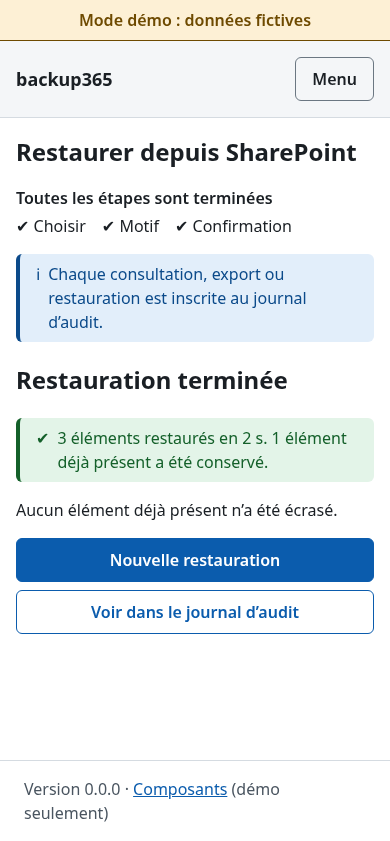 Mode démo : données fictives
backup365
Menu
Restaurer depuis SharePoint
Toutes les étapes sont terminées
✔ Choisir ✔ Motif ✔ Confirmation
i Chaque consultation, export ou
restauration est inscrite au journal
d’audit.
Restauration terminée
✔ 3 éléments restaurés en 2 s. 1 élément
déjà présent a été conservé.
Aucun élément déjà présent n’a été écrasé.
Nouvelle restauration
Voir dans le journal d’audit
Version 0.0.0 · Composants (démo
seulement)